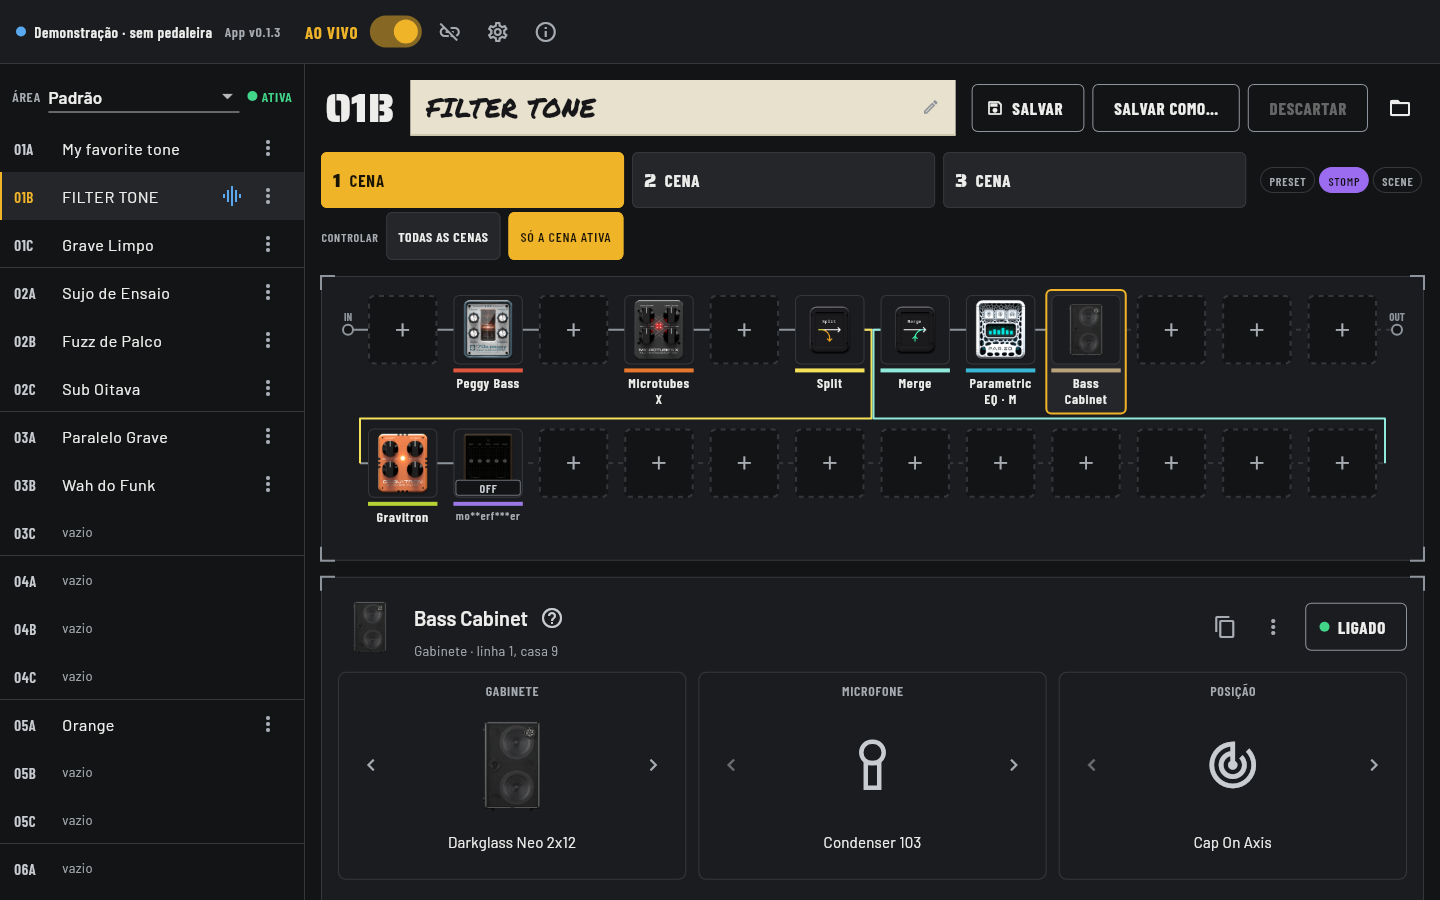 Demonstração · sem pedaleira App v0.1.3 AO VIVO
ÁREA Padrão ATIVA
01A My favorite tone
01B FILTER TONE
01C Grave Limpo
02A Sujo de Ensaio
02B Fuzz de Palco
02C Sub Oitava
03A Paralelo Grave
03B Wah do Funk
03C vazio
04A vazio
04B vazio
04C vazio
05A Orange
05B vazio
05C vazio
06A vazio
01B FILTER TONE SALVAR SALVAR COMO... DESCARTAR
1 CENA 2 CENA 3 CENA PRESET STOMP SCENE
CONTROLAR TODAS AS CENAS SÓ A CENA ATIVA
IN + + + + + + OUT
Split Merge
Peggy Bass Microtubes X Split Merge Parametric EQ · M Bass Cabinet
OFF + + + + + + + + + +
Gravitron mo**erf***er
Bass Cabinet ?
Gabinete · linha 1, casa 9
LIGADO
GABINETE MICROFONE POSIÇÃO
Darkglass Neo 2x12 Condenser 103 Cap On Axis